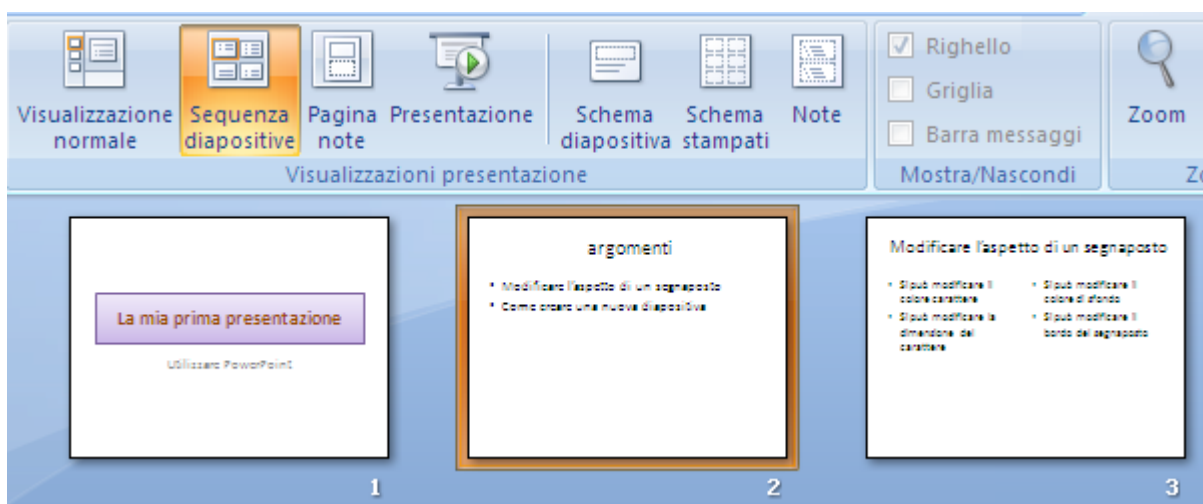 Visualizzazione normale
Sequenza diapositive
Pagina note
Presentazione
Schema diapositiva
Schema stampati
Note
Visualizzazioni presentazione
Righello
Griglia
Barra messaggi
Mostra/Nascondi
Zoom
La mia prima presentazione
Utilizzare PowerPoint
1
argomenti
Modificare l'aspetto di un segnaposto
Come creare una nuova diapositiva
2
Modificare l'aspetto di un segnaposto
Si può modificare il
colore carattere
Si può modificare la
dimensione del
carattere
Si può modificare il
colore di sfondo
Si può modificare il
bordo del segnaposto
3